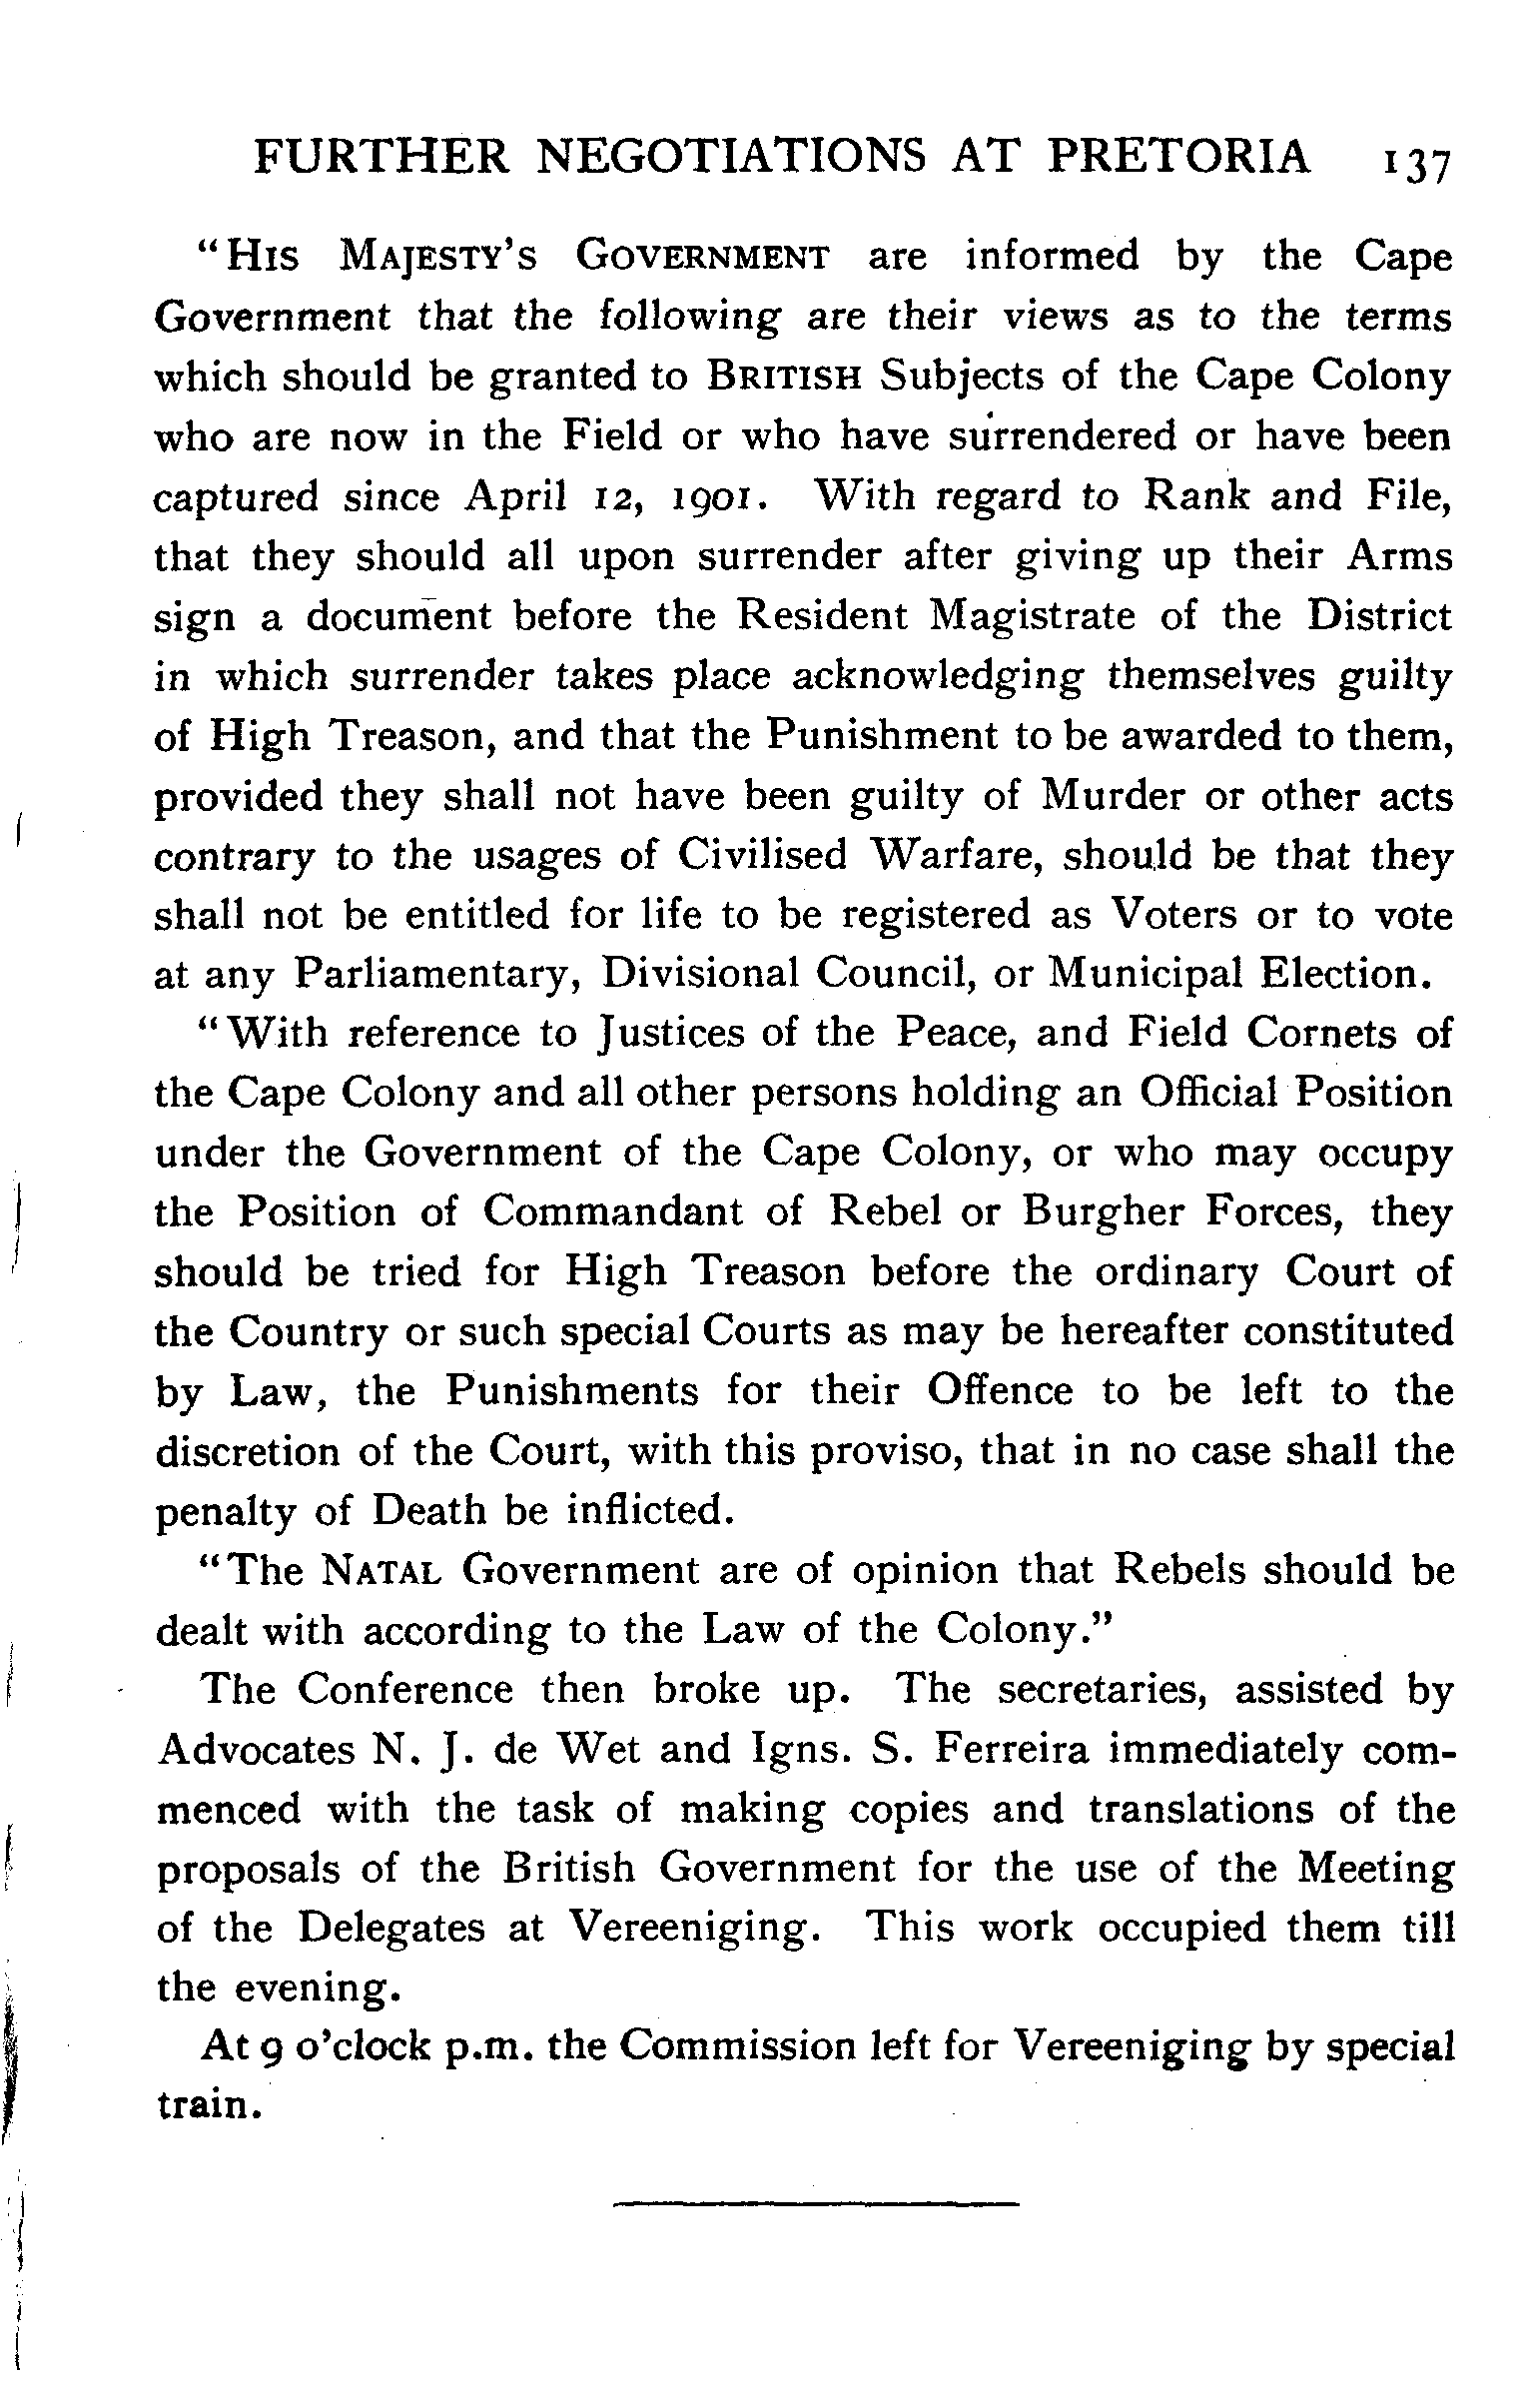 FURTHER NEGOTIATIONS AT PRETORIA 137
“HIS MAJESTY’S GOVERNMENT are informed by the Cape
Government that the following are their views as to the terms
which should be granted to BRITISH Subjects of the Cape Colony
who are now in the Field or who have surrendered or have been
captured since April 12, 1901. With regard to Rank and File,
that they should all upon surrender after giving up their Arms
sign a document before the Resident Magistrate of the District
in which surrender takes place acknowledging themselves guilty
of High Treason, and that the Punishment to be awarded to them,
provided they shall not have been guilty of Murder or other acts
contrary to the usages of Civilised Warfare, should be that they
shall not be entitled for life to be registered as Voters or to vote
at any Parliamentary, Divisional Council, or Municipal Election.
“With reference to Justices of the Peace, and Field Cornets of
the Cape Colony and all other persons holding an Official Position
under the Government of the Cape Colony, or who may occupy
the Position of Commandant of Rebel or Burgher Forces, they
should be tried for High Treason before the ordinary Court of
the Country or such special Courts as may be hereafter constituted
by Law, the Punishments for their Offence to be left to the
discretion of the Court, with this proviso, that in no case shall the
penalty of Death be inflicted.
“The NATAL Government are of opinion that Rebels should be
dealt with according to the Law of the Colony.”
The Conference then broke up. The secretaries, assisted by
Advocates N. J. de Wet and Igns. S. Ferreira immediately com-
menced with the task of making copies and translations of the
proposals of the British Government for the use of the Meeting
of the Delegates at Vereeniging. This work occupied them till
the evening.
At 9 o’clock p.m. the Commission left for Vereeniging by special
train.